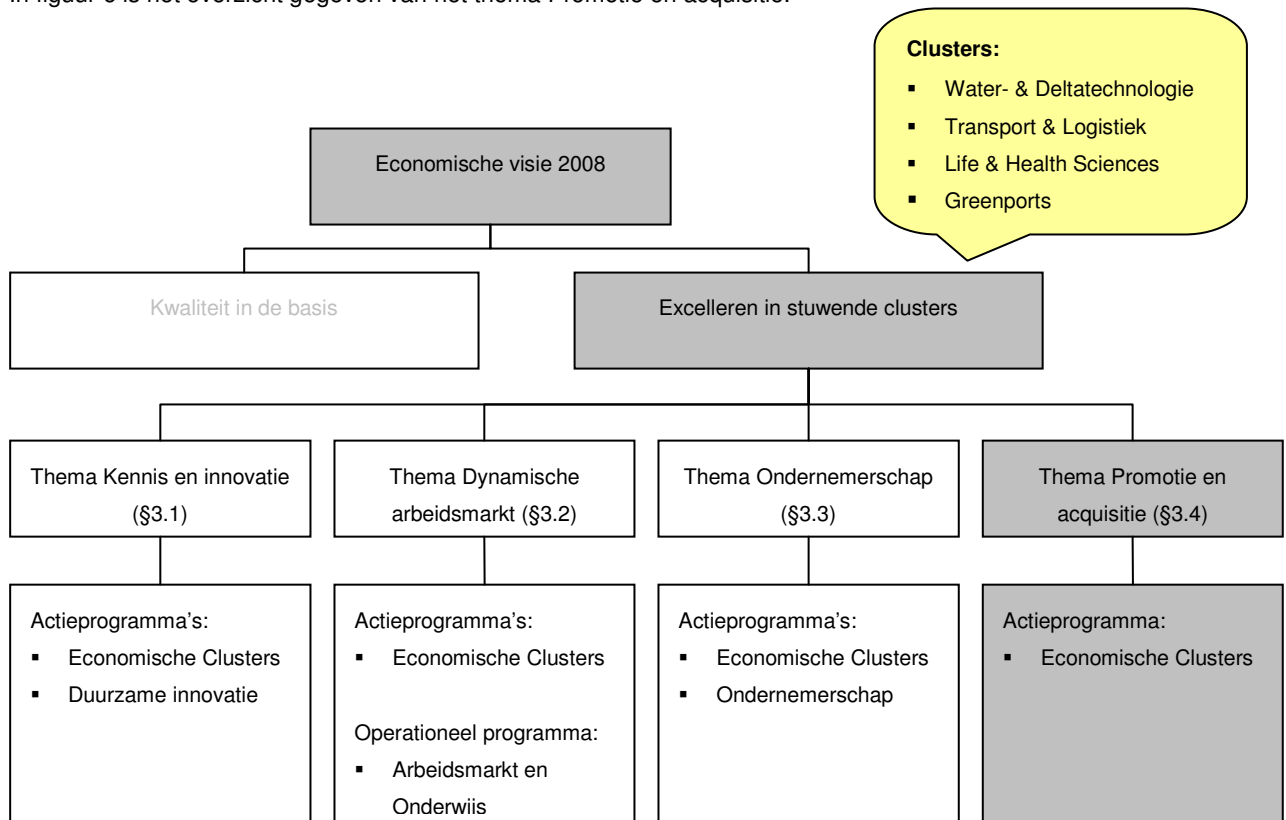 In figuur 6 is het overzicht gegeven van het thema Promotie en acquisitie.
Clusters:
▪ Water- & Deltatechnologie
▪ Transport & Logistiek
▪ Life & Health Sciences
▪ Greenports
Economische visie 2008
Kwaliteit in de basis
Excelleren in stuwende clusters
Thema Kennis en innovatie
(§3.1)
Thema Dynamische
arbeidsmarkt (§3.2)
Thema Ondernemerschap
(§3.3)
Thema Promotie en
acquisitie (§3.4)
Actieprogramma's:
▪ Economische Clusters
▪ Duurzame innovatie
Actieprogramma's:
▪ Economische Clusters
Operationeel programma:
▪ Arbeidsmarkt en
Onderwijs
Actieprogramma's:
▪ Economische Clusters
▪ Ondernemerschap
Actieprogramma:
▪ Economische Clusters